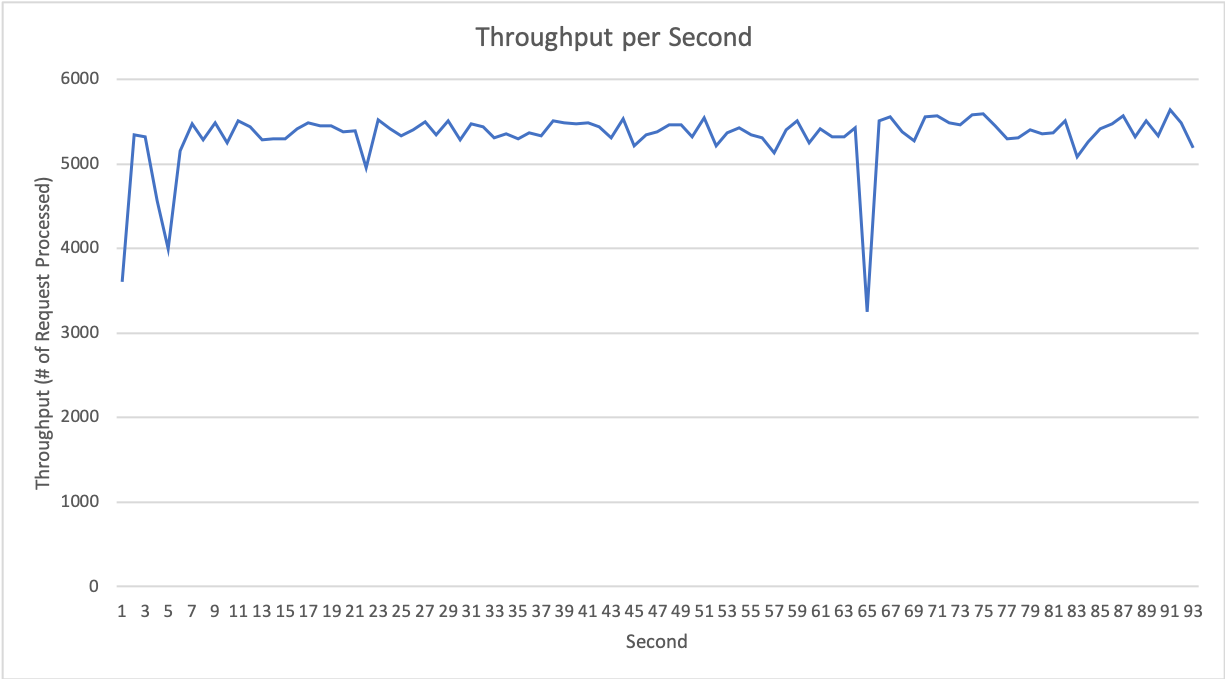 Throughput per Second
6000
5000
4000
3000
2000
1000
0
Throughput (# of Request Processed)
1 3 5 7 9 11 13 15 17 19 21 23 25 27 29 31 33 35 37 39 41 43 45 47 49 51 53 55 57 59 61 63 65 67 69 71 73 75 77 79 81 83 85 87 89 91 93
Second